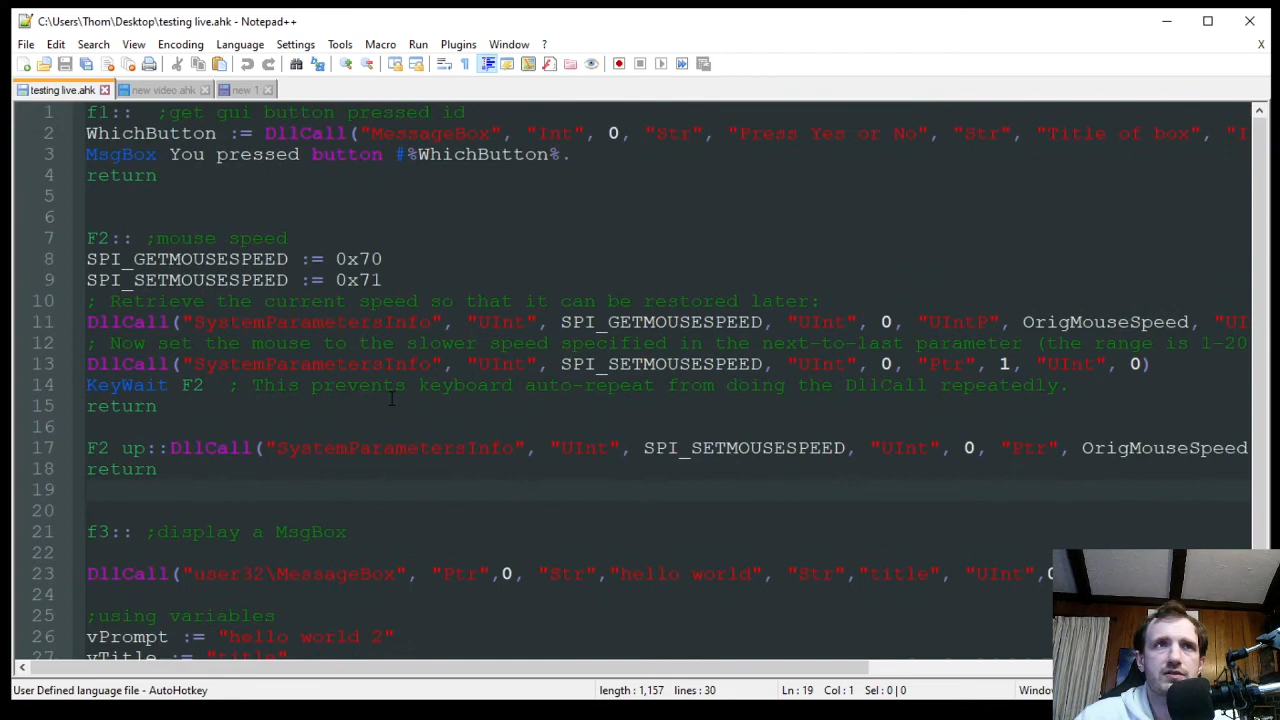 C:\Users\Thom\Desktop\testing live.ahk - Notepad++
File Edit Search View Encoding Language Settings Tools Macro Run Plugins Window ? X
testing live.ahk new video.ahk new 1
1 f1:: ;get gui button pressed id
2 WhichButton := DllCall("MessageBox", "Int", 0, "Str", "Press Yes or No", "Str", "Title of box", "I
3 MsgBox You pressed button #%WhichButton%.
4 return
5
6
7 F2:: ;mouse speed
8 SPI_GETMOUSESPEED := 0x70
9 SPI_SETMOUSESPEED := 0x71
10 ; Retrieve the current speed so that it can be restored later:
11 DllCall("SystemParametersInfo", "UInt", SPI_GETMOUSESPEED, "UInt", 0, "UIntP", OrigMouseSpeed, "UI
12 ; Now set the mouse to the slower speed specified in the next-to-last parameter (the range is 1-20
13 DllCall("SystemParametersInfo", "UInt", SPI_SETMOUSESPEED, "UInt", 0, "Ptr", 1, "UInt", 0)
14 KeyWait F2 ; This prevents keyboard auto-repeat from doing the DllCall repeatedly.
15 return
16
17 F2 up::DllCall("SystemParametersInfo", "UInt", SPI_SETMOUSESPEED, "UInt", 0, "Ptr", OrigMouseSpeed
18 return
19
20
21 f3:: ;display a MsgBox
22
23 DllCall("user32\MessageBox", "Ptr",0, "Str","hello world", "Str","title", "UInt",0
24
25 ;using variables
26 vPrompt := "hello world 2"
27 vTitle := "title"
User Defined language file - AutoHotkey length : 1,157 lines : 30 Ln : 19 Col : 1 Sel : 0 | 0 Window